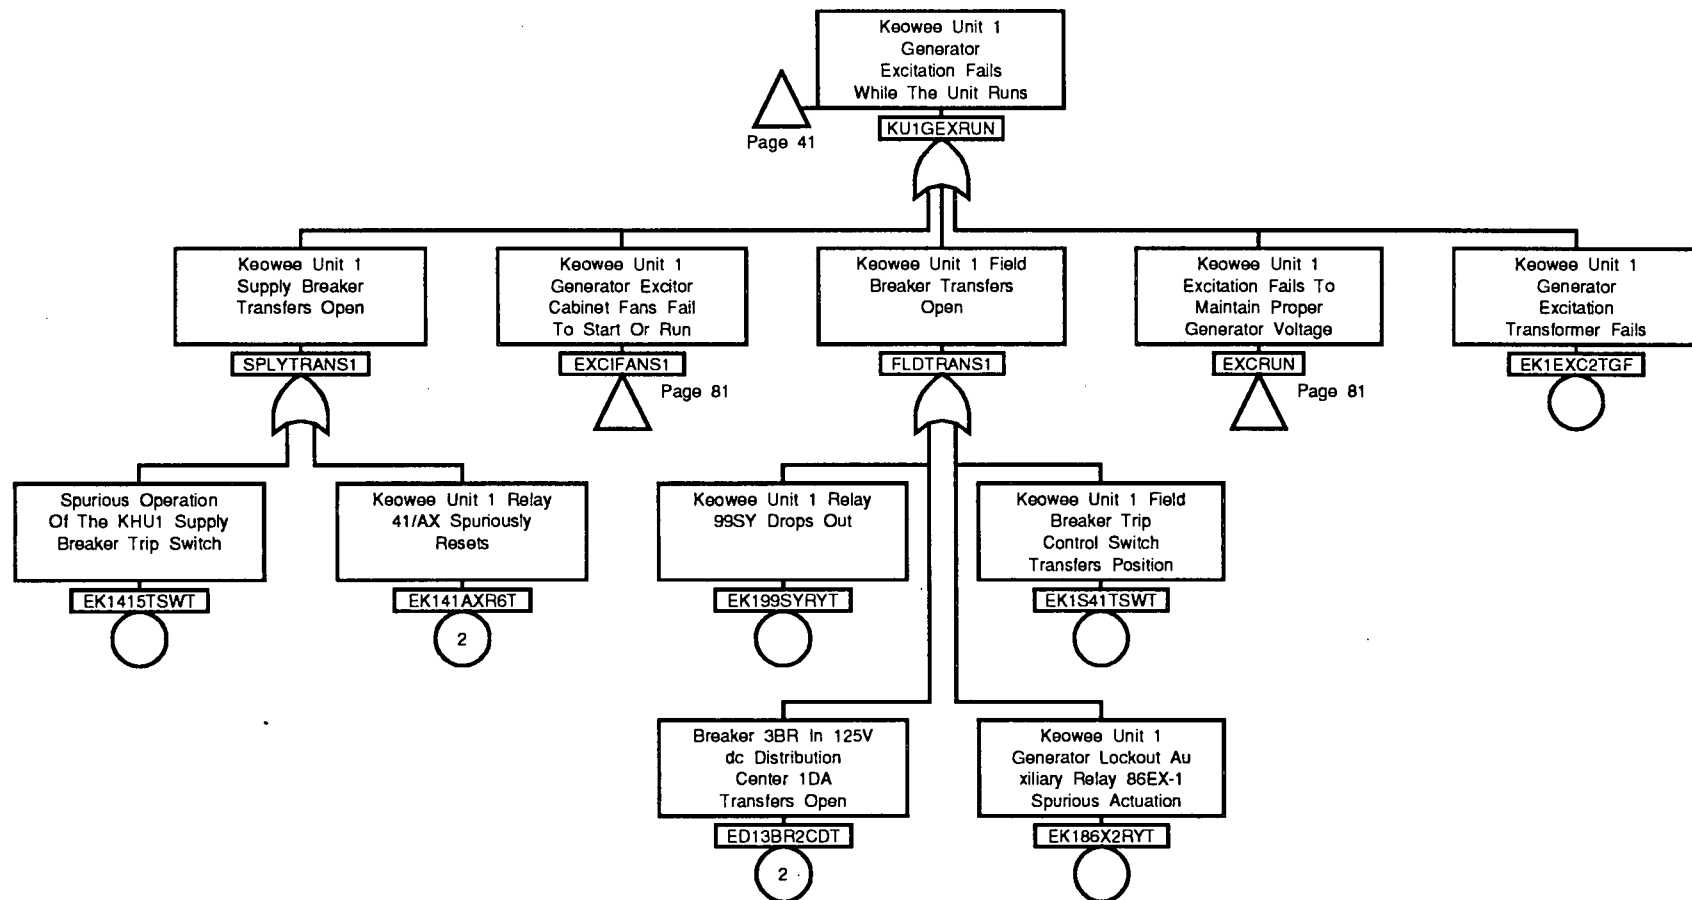 Keowee Unit 1
Generator
Excitation Fails
While The Unit Runs
Page 41
KU1GEXRUN
Keowee Unit 1
Supply Breaker
Transfers Open
SPLYTRANS1
Keowee Unit 1
Generator Excitor
Cabinet Fans Fail
To Start Or Run
EXCIFANS1
Page 81
Keowee Unit 1 Field
Breaker Transfers
Open
FLDTRANS1
Keowee Unit 1
Excitation Fails To
Maintain Proper
Generator Voltage
EXCRUN
Page 81
Keowee Unit 1
Generator
Excitation
Transformer Fails
EK1EXC2TGF
Spurious Operation
Of The KHU1 Supply
Breaker Trip Switch
EK1415TSWT
Keowee Unit 1 Relay
41/AX Spuriously
Resets
EK141AXR6T
2
Keowee Unit 1 Relay
99SY Drops Out
EK199SYRYT
Keowee Unit 1 Field
Breaker Trip
Control Switch
Transfers Position
EK1S41TSWT
Breaker 3BR In 125V
dc Distribution
Center 1DA
Transfers Open
ED13BR2CDT
2
Keowee Unit 1
Generator Lockout Au
xiliary Relay 86EX-1
Spurious Actuation
EK186X2RYT